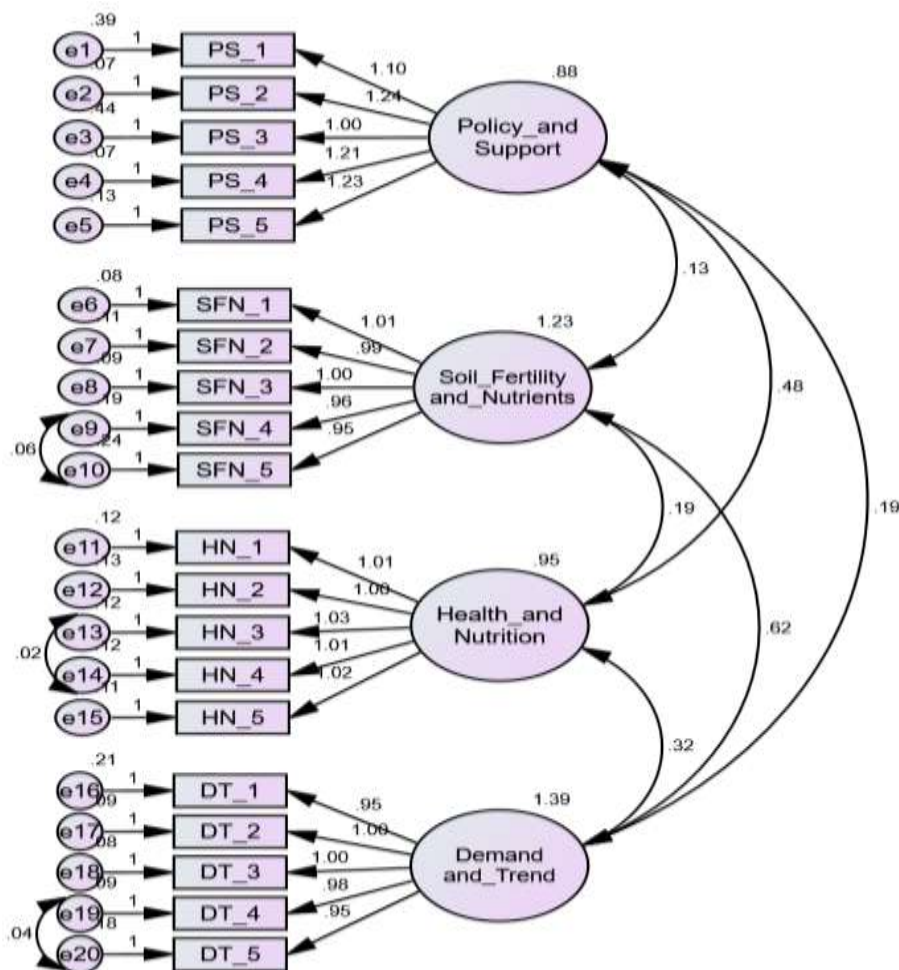 .39
e1 1 PS_1
.07
e2 1 PS_2
.44
e3 1 PS_3
.07
e4 1 PS_4
.13
e5 1 PS_5
1.10
1.24
1.00
1.21
1.23
.88
Policy_and
Support
.08
e6 1 SFN_1
.11
e7 1 SFN_2
.09
e8 1 SFN_3
.19
e9 1 SFN_4
.24
e10 1 SFN_5
.06
1.01
.99
1.00
.96
.95
1.23
Soil_Fertility
and_Nutrients
.12
e11 1 HN_1
.13
e12 1 HN_2
.12
e13 1 HN_3
.12
e14 1 HN_4
.11
e15 1 HN_5
.02
1.01
1.00
1.03
1.01
1.02
.95
Health_and
Nutrition
.21
e16 1 DT_1
.09
e17 1 DT_2
.08
e18 1 DT_3
.09
e19 1 DT_4
.18
e20 1 DT_5
.04
.95
1.00
1.00
.98
.95
1.39
Demand
and_Trend
.13
.48
.19
.19
.62
.32